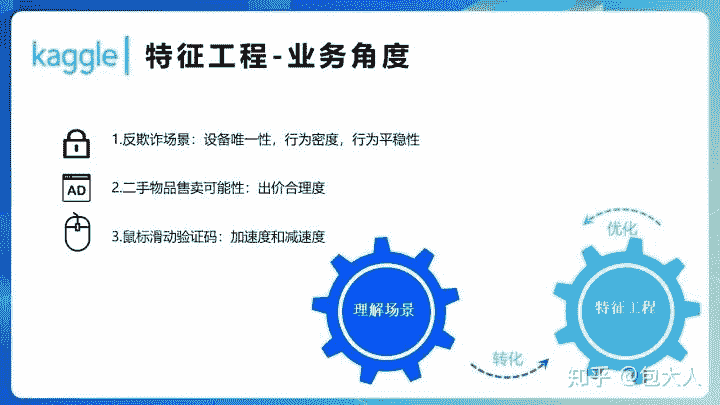 kaggle
特征工程-业务角度
1.反欺诈场景：设备唯一性，行为密度，行为平稳性
AD
2.二手物品售卖可能性：出价合理度
3.鼠标滑动验证码：加速度和减速度
优化
理解场景
特征工程
转化
知乎 @包大人